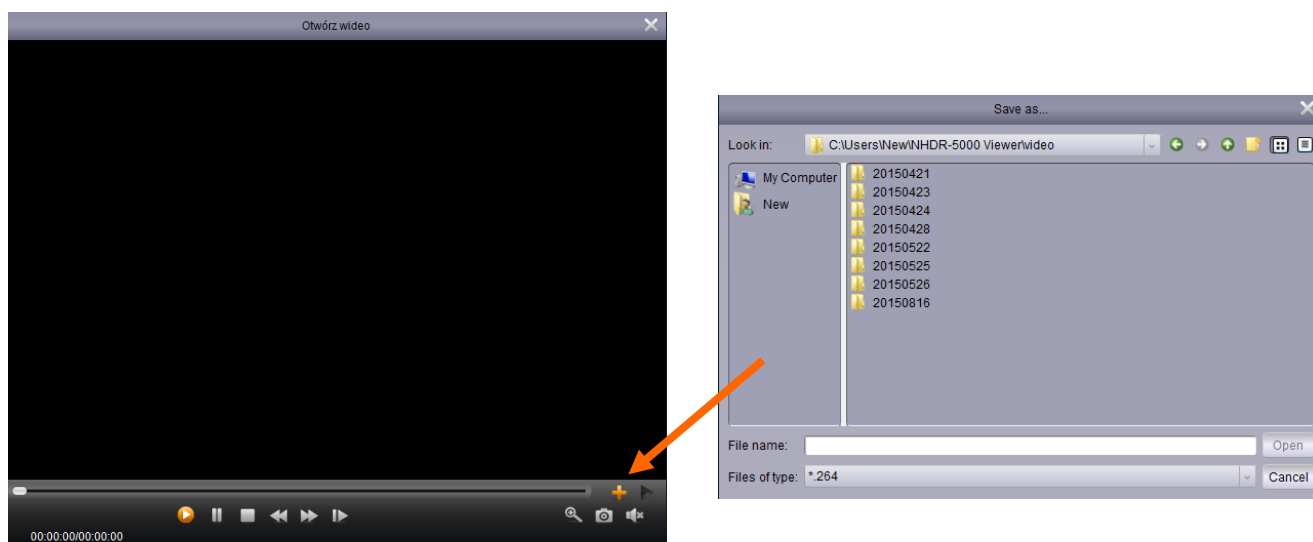 Otwórz wideo
00:00:00/00:00:00
Save as...
Look in: C:\Users\New\NHDR-5000 Viewer\video
My Computer
New
20150421
20150423
20150424
20150428
20150522
20150525
20150526
20150816
File name: Open
Files of type: *.264 Cancel